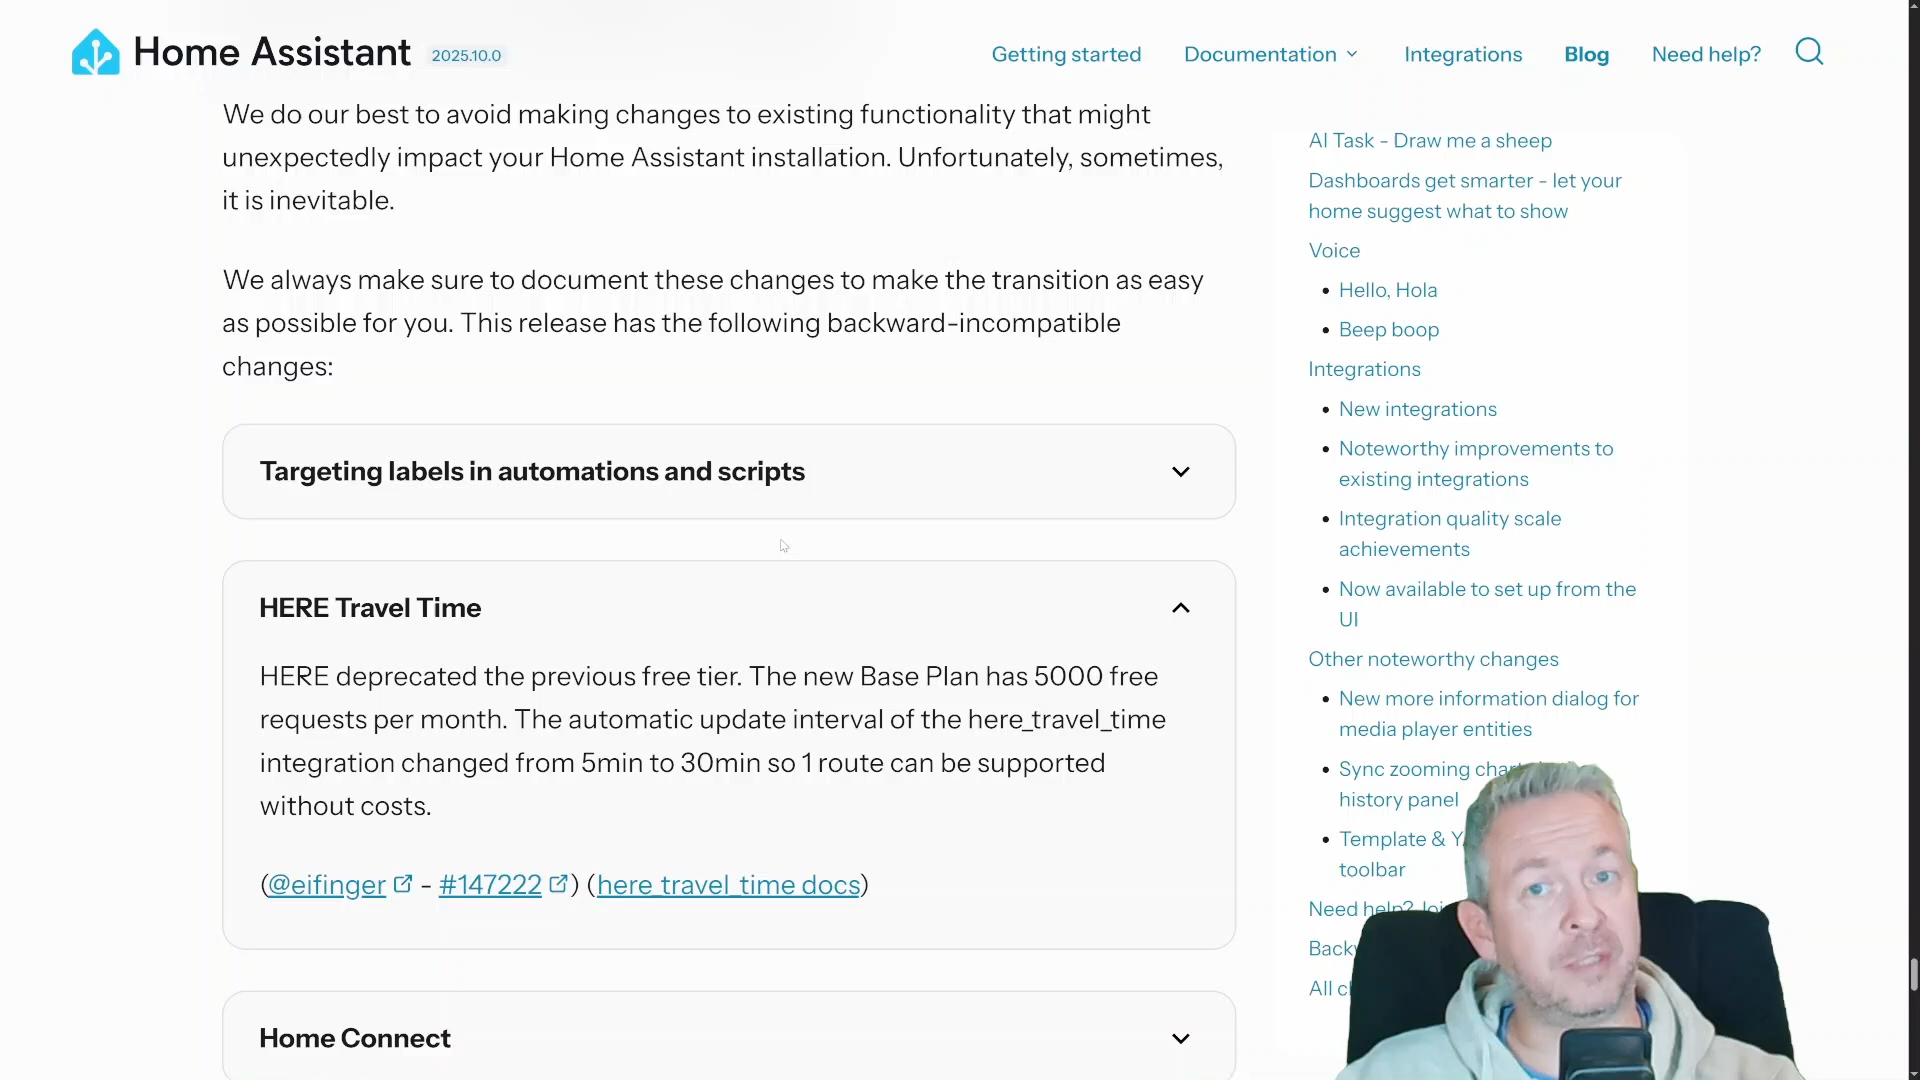 Home Assistant 2025.10.0
Getting started Documentation Integrations Blog Need help?
We do our best to avoid making changes to existing functionality that might
unexpectedly impact your Home Assistant installation. Unfortunately, sometimes,
it is inevitable.
We always make sure to document these changes to make the transition as easy
as possible for you. This release has the following backward-incompatible
changes:
Targeting labels in automations and scripts
HERE Travel Time
HERE deprecated the previous free tier. The new Base Plan has 5000 free
requests per month. The automatic update interval of the here_travel_time
integration changed from 5min to 30min so 1 route can be supported
without costs.
(@eifinger - #147222) (here_travel_time docs)
Home Connect
AI Task - Draw me a sheep
Dashboards get smarter - let your
home suggest what to show
Voice
• Hello, Hola
• Beep boop
Integrations
• New integrations
• Noteworthy improvements to
existing integrations
• Integration quality scale
achievements
• Now available to set up from the
UI
Other noteworthy changes
• New more information dialog for
media player entities
• Sync zooming
history panel
• Template &
toolbar
Need help?
All